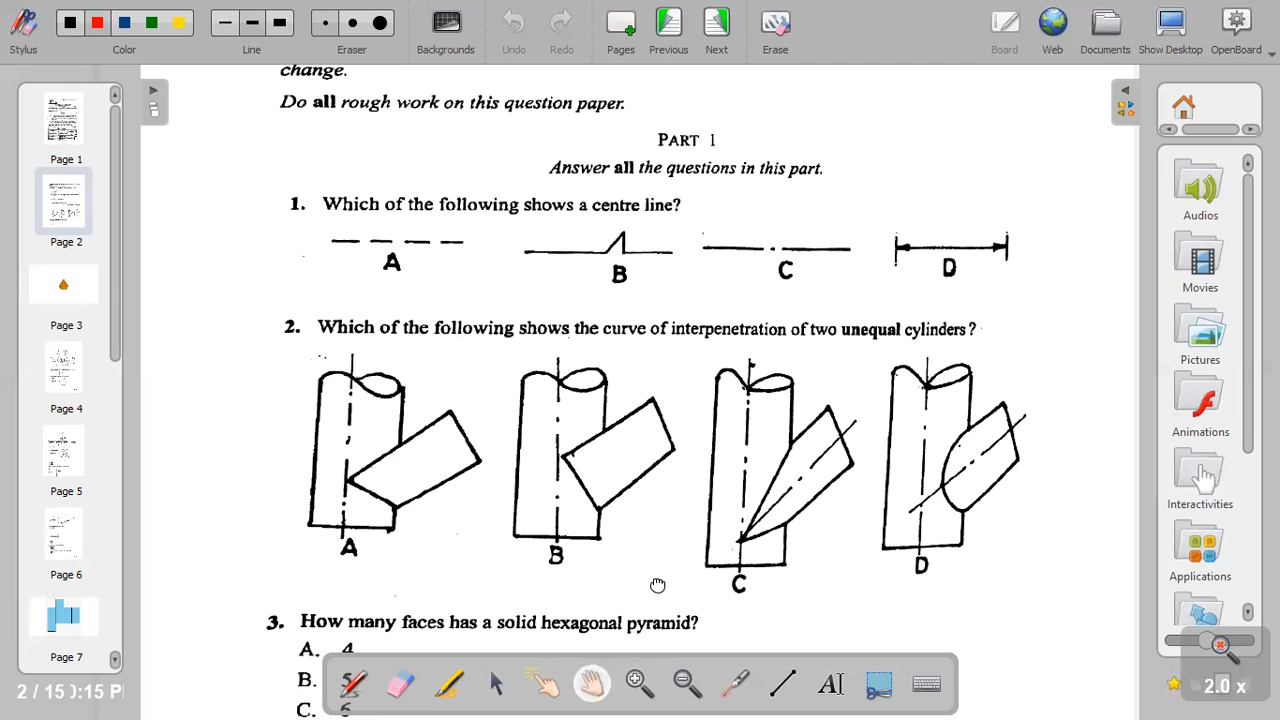 Stylus Color Line Eraser Backgrounds Undo Redo Pages Previous Next Erase Board Web Documents Show Desktop OpenBoard
change.
Do all rough work on this question paper.
PART 1
Answer all the questions in this part.
1. Which of the following shows a centre line?
A B C D
2. Which of the following shows the curve of interpenetration of two unequal cylinders?
A B C D
3. How many faces has a solid hexagonal pyramid?
A. 4
B. 5
C. 6
Page 1
Page 2
Page 3
Page 4
Page 5
Page 6
Page 7
2 / 15
Audios
Movies
Pictures
Animations
Interactivities
Applications
2.0 x